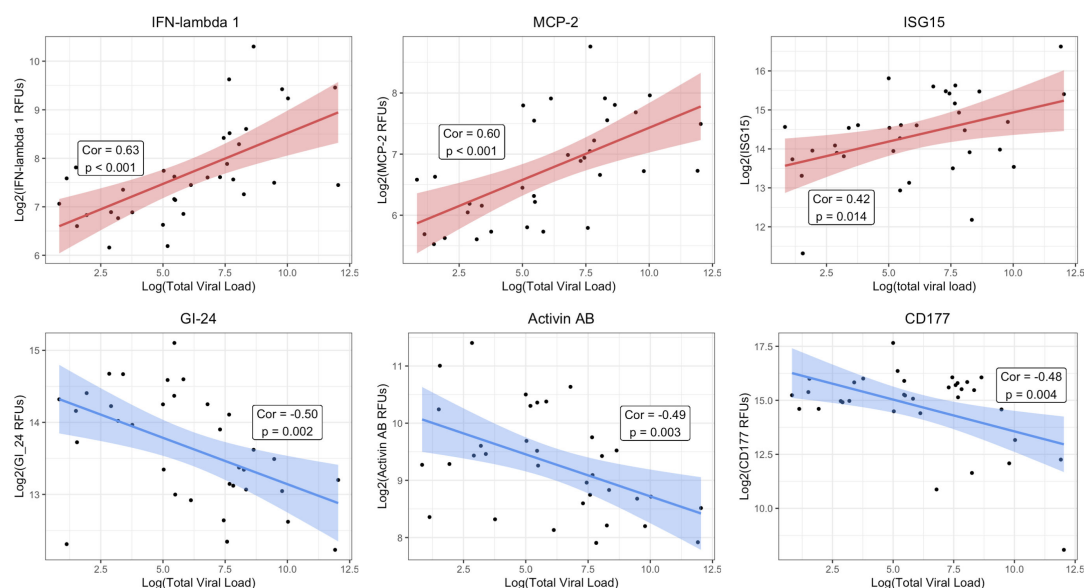 IFN-lambda 1
Log2(IFN-lambda 1 RFUs)
10
9
8
7
6
Cor = 0.63
p < 0.001
2.5 5.0 7.5 10.0 12.5
Log(Total Viral Load)
MCP-2
Log2(MCP-2 RFUs)
8
7
6
Cor = 0.60
p < 0.001
2.5 5.0 7.5 10.0 12.5
Log(Total Viral Load)
ISG15
Log2(ISG15)
16
15
14
13
12
Cor = 0.42
p = 0.014
2.5 5.0 7.5 10.0 12.5
Log(total viral load)
GI-24
Log2(GI_24 RFUs)
15
14
13
Cor = -0.50
p = 0.002
2.5 5.0 7.5 10.0 12.5
Log(Total Viral Load)
Activin AB
Log2(Activin AB RFUs)
11
10
9
8
Cor = -0.49
p = 0.003
2.5 5.0 7.5 10.0 12.5
Log(Total Viral Load)
CD177
Log2(CD177 RFUs)
17.5
15.0
12.5
10.0
Cor = -0.48
p = 0.004
2.5 5.0 7.5 10.0 12.5
Log(Total Viral Load)